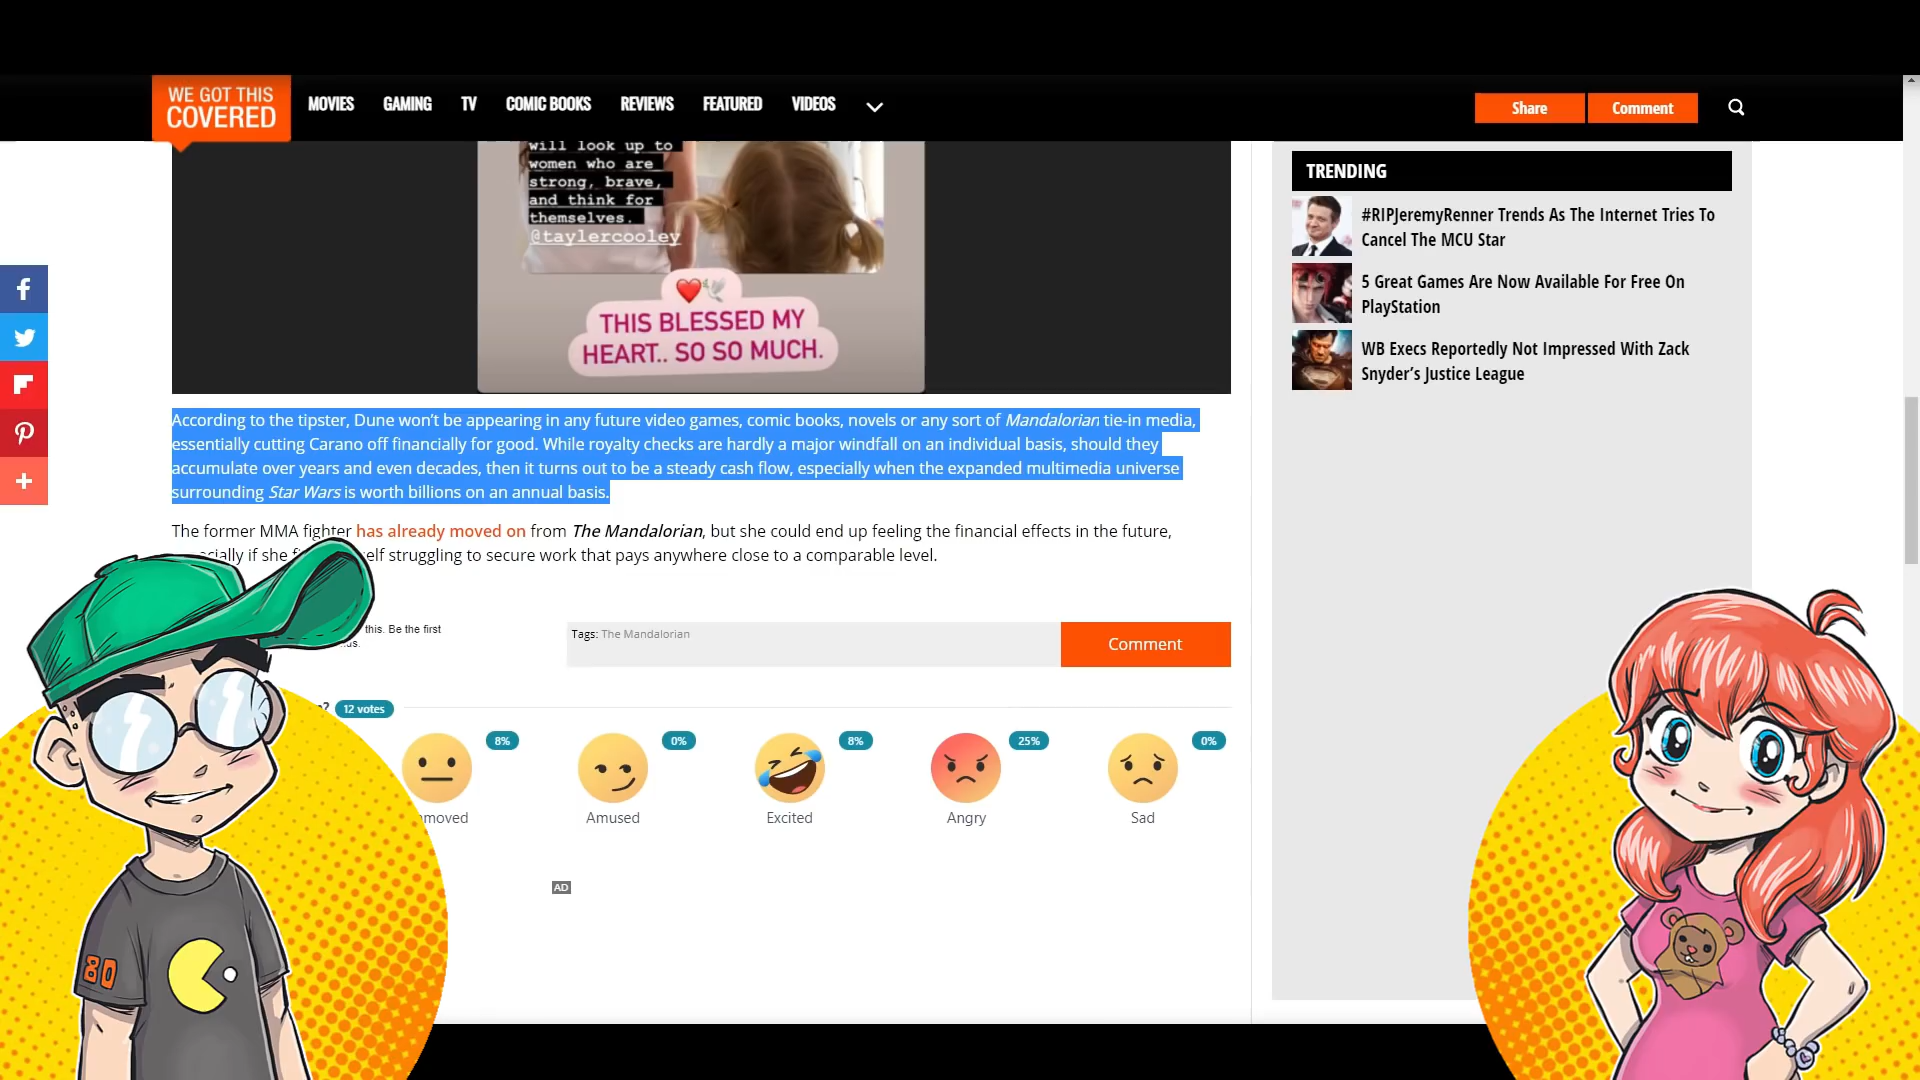 WE GOT THIS
COVERED
MOVIES
GAMING
TV
COMIC BOOKS
REVIEWS
FEATURED
VIDEOS
Share
Comment
will look up to
women who are
strong, brave,
and think for
themselves.
@taylercooley
THIS BLESSED MY
HEART.. SO SO MUCH.
According to the tipster, Dune won't be appearing in any future video games, comic books, novels or any sort of Mandalorian tie-in media,
essentially cutting Carano off financially for good. While royalty checks are hardly a major windfall on an individual basis, should they
accumulate over years and even decades, then it turns out to be a steady cash flow, especially when the expanded multimedia universe
surrounding Star Wars is worth billions on an annual basis.
The former MMA fighter has already moved on from The Mandalorian, but she could end up feeling the financial effects in the future,
if she struggling to secure work that pays anywhere close to a comparable level.
this. Be the first
Tags: The Mandalorian
Comment
12 votes
8%
0%
8%
25%
0%
Amused
Excited
Angry
Sad
AD
TRENDING
#RIPJeremyRenner Trends As The Internet Tries To
Cancel The MCU Star
5 Great Games Are Now Available For Free On
PlayStation
WB Execs Reportedly Not Impressed With Zack
Snyder's Justice League
80